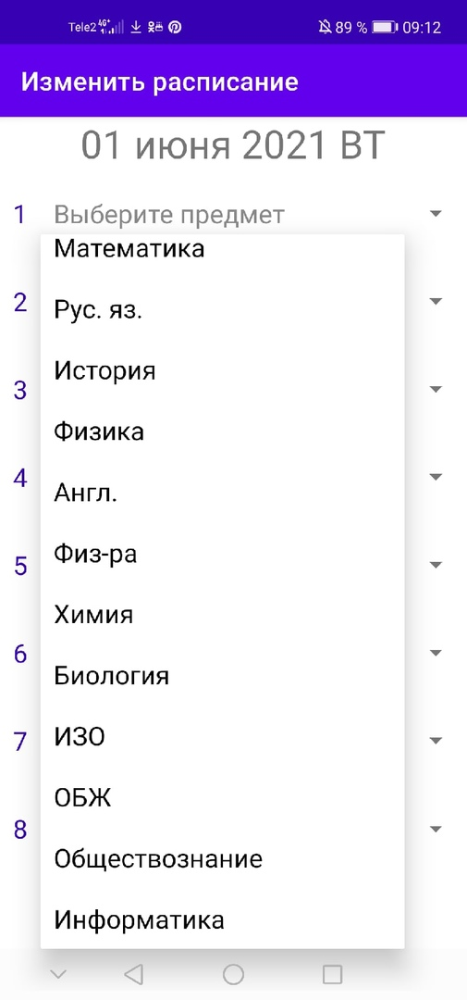 Tele2 4G+ 89 % 09:12
Изменить расписание
01 июня 2021 ВТ
1 Выберите предмет
Математика
2 Рус. яз.
История
3
Физика
4 Англ.
Физ-ра
5
Химия
6 Биология
7 ИЗО
ОБЖ
8
Обществознание
Информатика